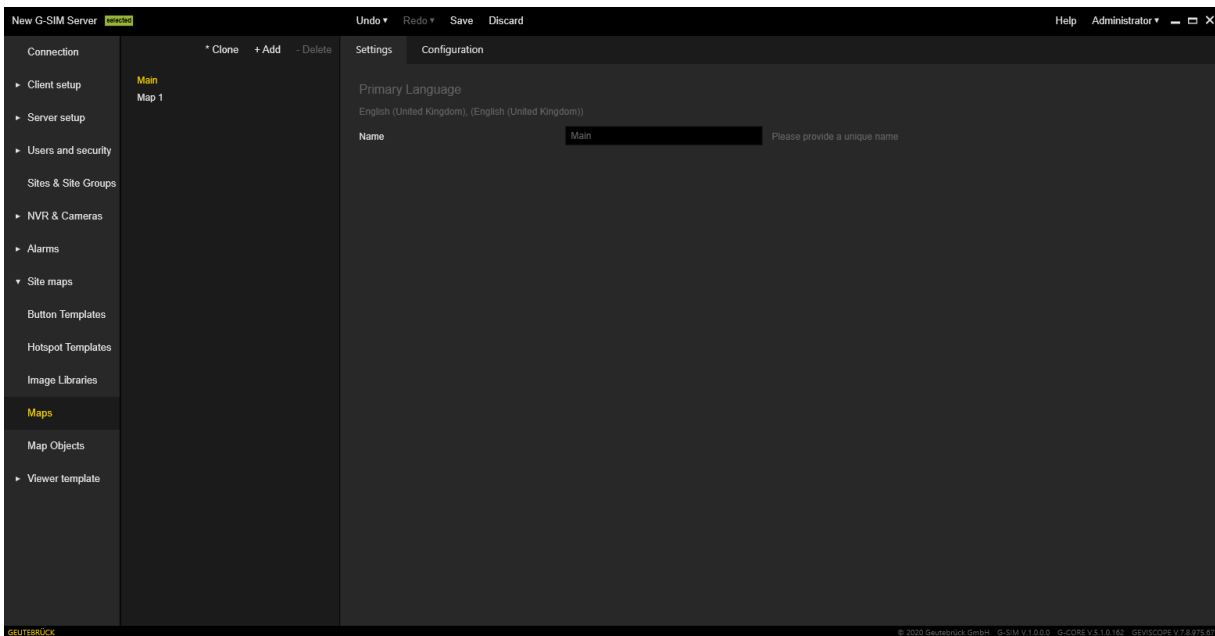 New G-SIM Server selected Undo ▾ Redo ▾ Save Discard Help Administrator ▾
Connection
▸ Client setup
▸ Server setup
▸ Users and security
Sites & Site Groups
▸ NVR & Cameras
▸ Alarms
▾ Site maps
Button Templates
Hotspot Templates
Image Libraries
Maps
Map Objects
▸ Viewer template
* Clone + Add - Delete
Main
Map 1
Settings Configuration
Primary Language
English (United Kingdom), (English (United Kingdom))
Name Main Please provide a unique name
GEUTEBRÜCK © 2020 Geutebrück GmbH G-SIM V.1.0.0.0 G-CORE V.5.1.0.162 GEVISCOPE V.7.8.975.67